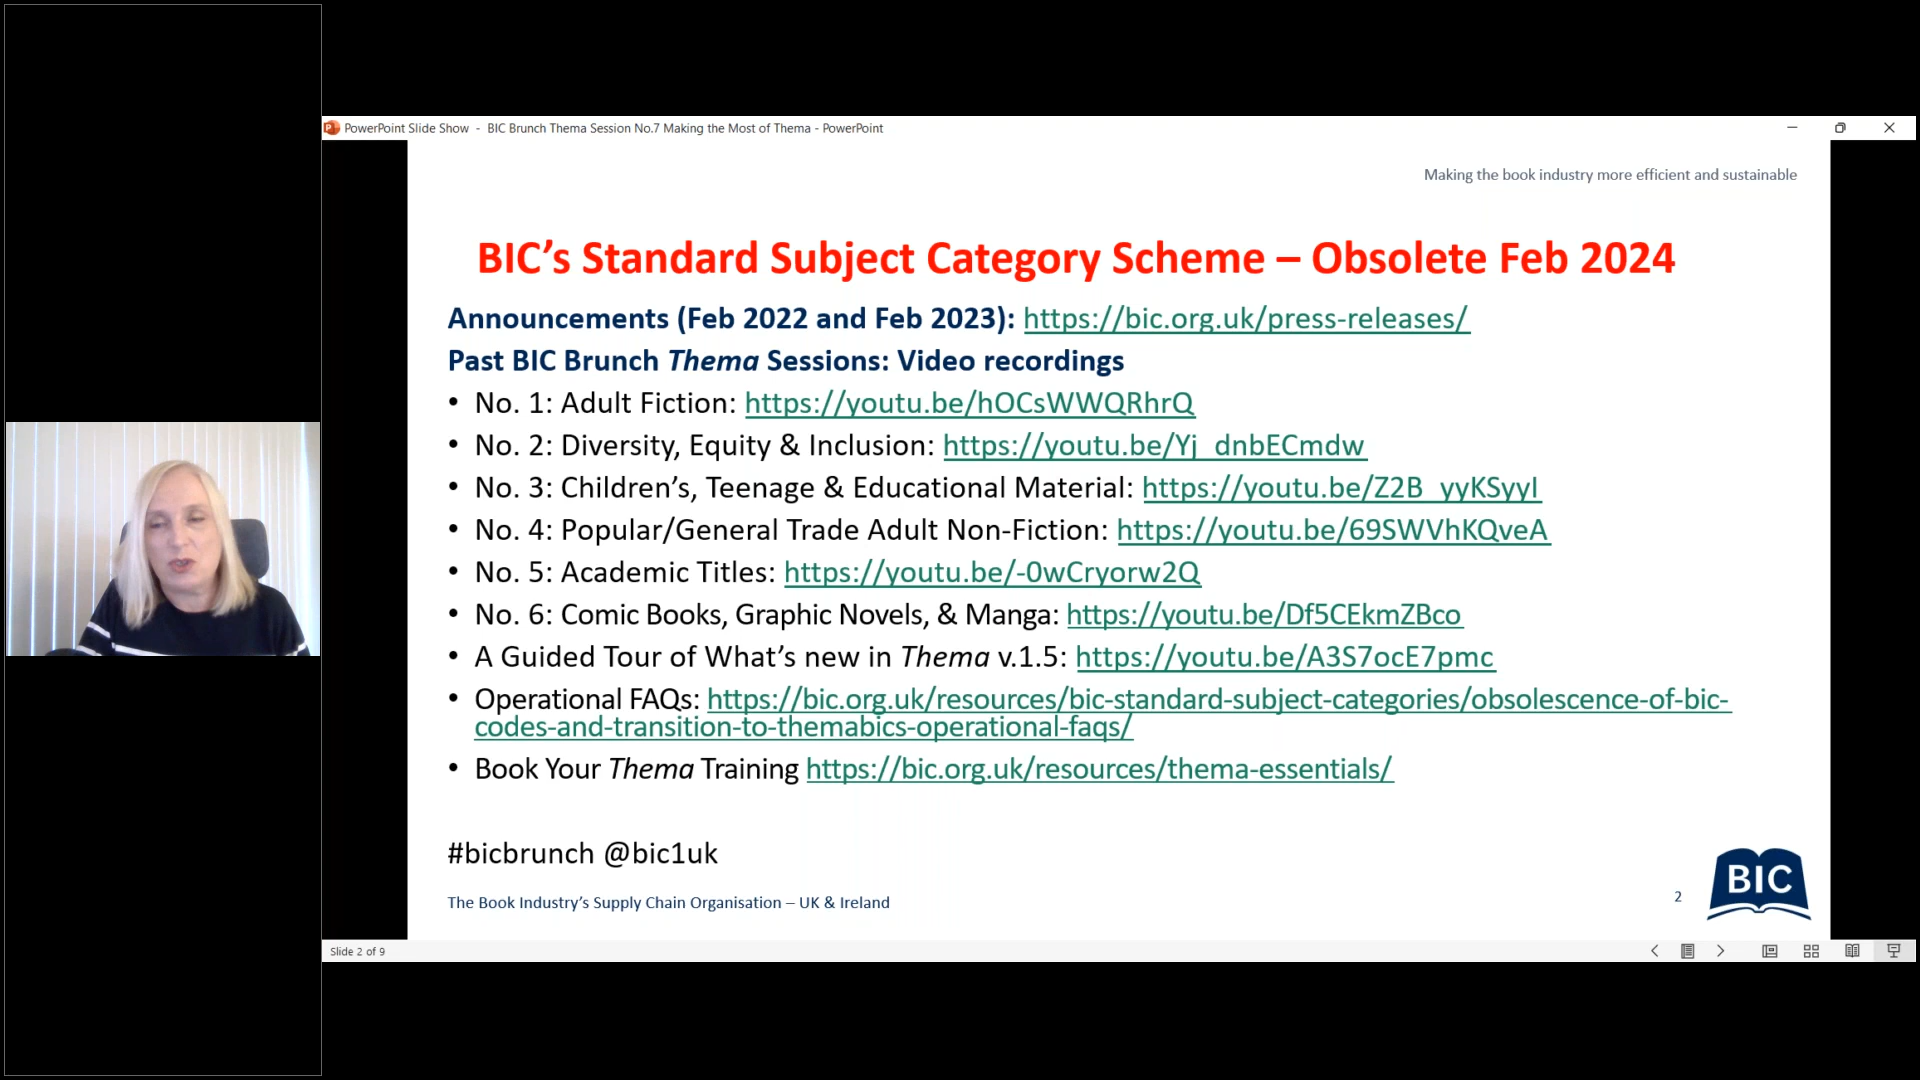 PowerPoint Slide Show - BIC Brunch Thema Session No.7 Making the Most of Thema - PowerPoint
Making the book industry more efficient and sustainable
BIC’s Standard Subject Category Scheme – Obsolete Feb 2024
Announcements (Feb 2022 and Feb 2023): https://bic.org.uk/press-releases/
Past BIC Brunch Thema Sessions: Video recordings
• No. 1: Adult Fiction: https://youtu.be/hOCsWWQRhrQ
• No. 2: Diversity, Equity & Inclusion: https://youtu.be/Yj_dnbECmdw
• No. 3: Children’s, Teenage & Educational Material: https://youtu.be/Z2B_yyKSyyI
• No. 4: Popular/General Trade Adult Non-Fiction: https://youtu.be/69SWVhKQveA
• No. 5: Academic Titles: https://youtu.be/-0wCryorw2Q
• No. 6: Comic Books, Graphic Novels, & Manga: https://youtu.be/Df5CEkmZBco
• A Guided Tour of What’s new in Thema v.1.5: https://youtu.be/A3S7ocE7pmc
• Operational FAQs: https://bic.org.uk/resources/bic-standard-subject-categories/obsolescence-of-bic-
codes-and-transition-to-themabics-operational-faqs/
• Book Your Thema Training https://bic.org.uk/resources/thema-essentials/
#bicbrunch @bic1uk
The Book Industry’s Supply Chain Organisation – UK & Ireland
2
BIC
Slide 2 of 9